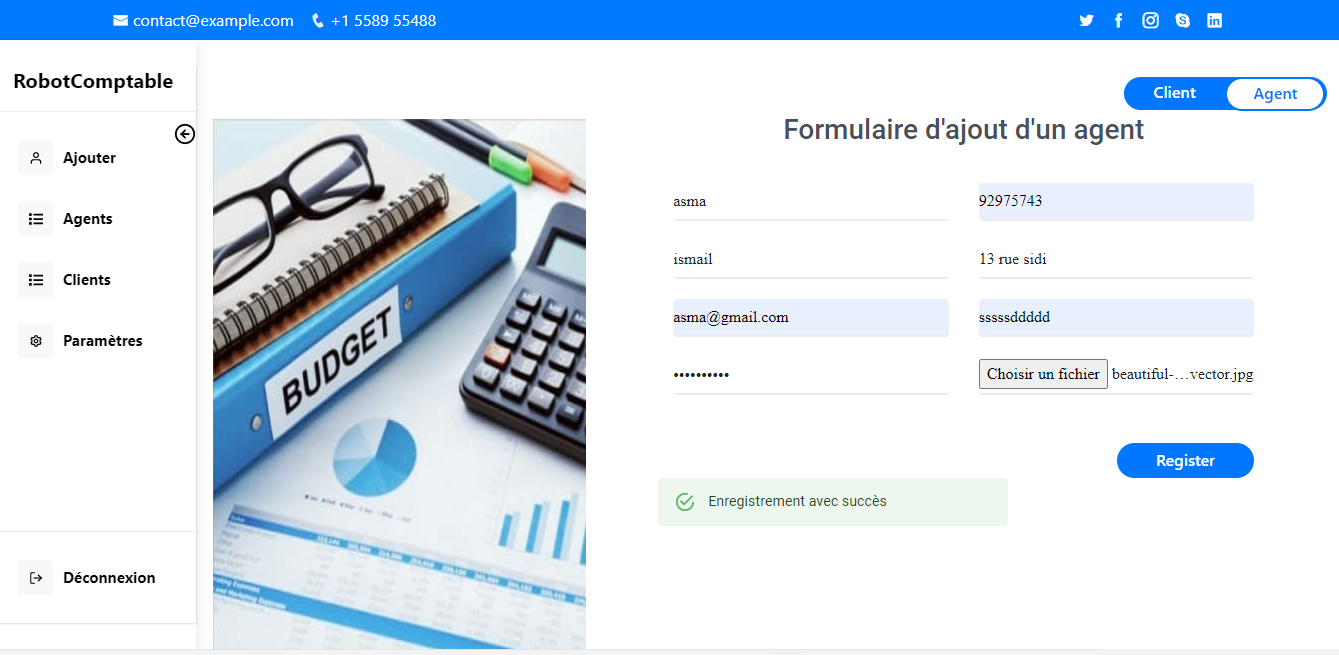 contact@example.com +1 5589 55488
RobotComptable
Client Agent
Formulaire d'ajout d'un agent
Ajouter
Agents
Clients
Paramètres
Déconnexion
BUDGET
asma 92975743
ismail 13 rue sidi
asma@gmail.com sssssddddd
•••••••••• Choisir un fichier beautiful-...vector.jpg
Register
Enregistrement avec succès